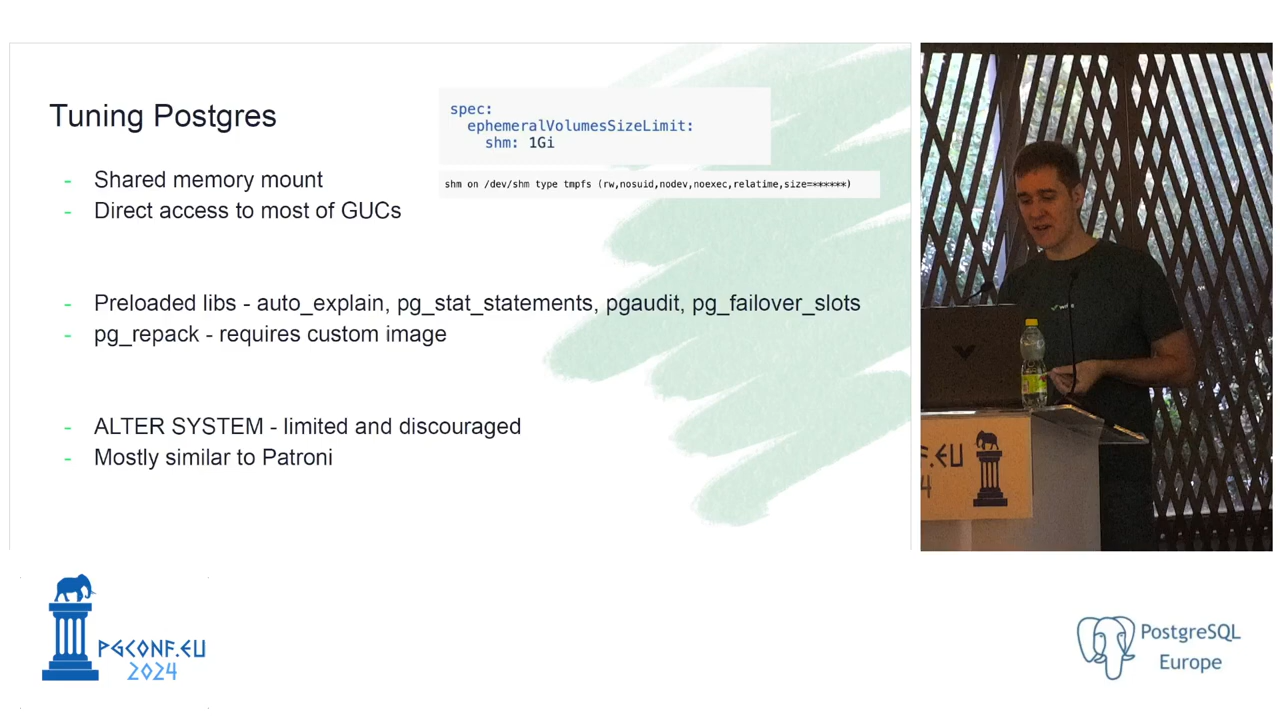 Tuning Postgres
spec:
ephemeralVolumesSizeLimit:
shm: 1Gi
shm on /dev/shm type tmpfs (rw,nosuid,nodev,noexec,relatime,size=******)
- Shared memory mount
- Direct access to most of GUCs
- Preloaded libs - auto_explain, pg_stat_statements, pgaudit, pg_failover_slots
- pg_repack - requires custom image
- ALTER SYSTEM - limited and discouraged
- Mostly similar to Patroni
F.EU
PGCONF.EU
2024
PostgreSQL
Europe